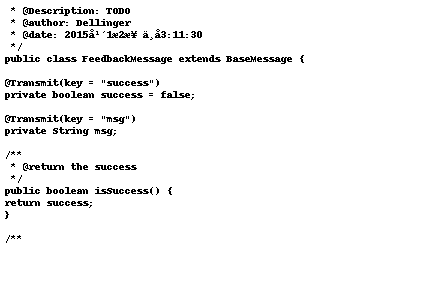 * @Description: TODO
* @author: Dellinger
* @date: 2015å¹´1æ2æ¥ ä¸å3:11:30
*/
public class FeedbackMessage extends BaseMessage {
@Transmit(key = "success")
private boolean success = false;
@Transmit(key = "msg")
private String msg;
/**
* @return the success
*/
public boolean isSuccess() {
return success;
}
/**